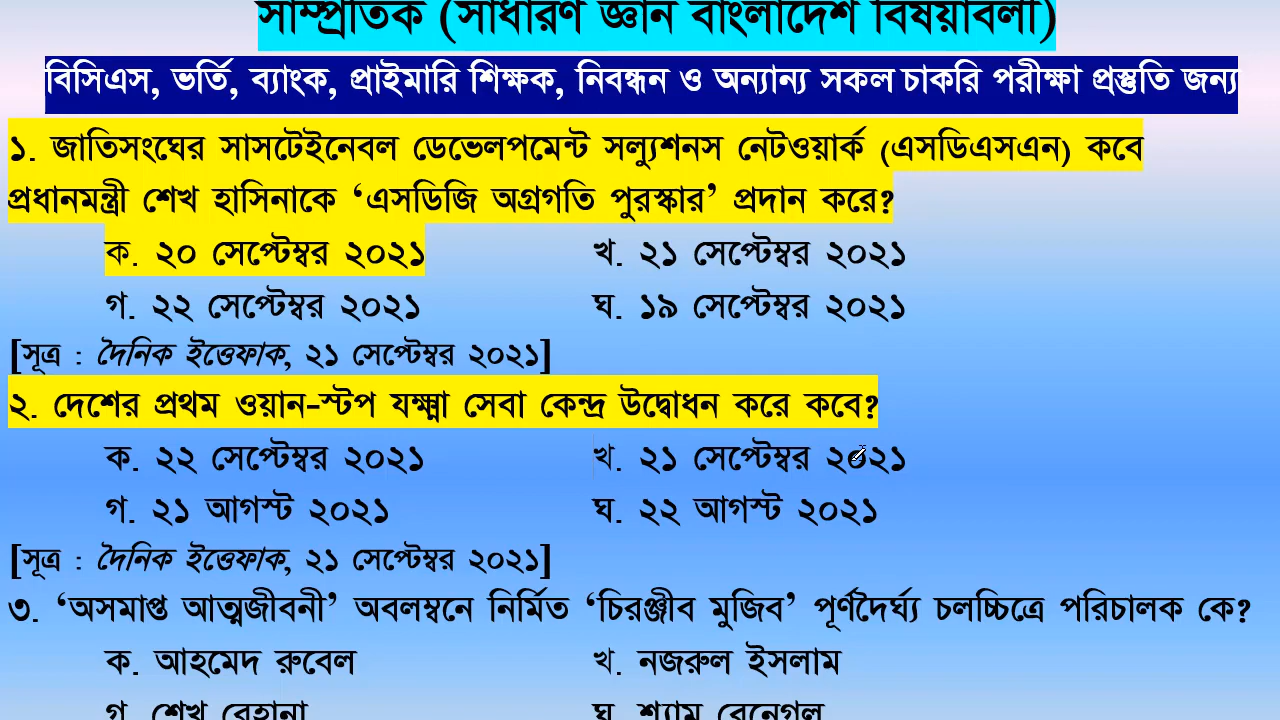 সাম্প্রতিক (সাধারণ জ্ঞান বাংলাদেশ বিষয়াবলী)
বিসিএস, ভর্তি, ব্যাংক, প্রাইমারি শিক্ষক, নিবন্ধন ও অন্যান্য সকল চাকরি পরীক্ষা প্রস্তুতি জন্য
১. জাতিসংঘের সাসটেইনেবল ডেভেলপমেন্ট সল্যুশনস নেটওয়ার্ক (এসডিএসএন) কবে
প্রধানমন্ত্রী শেখ হাসিনাকে ‘এসডিজি অগ্রগতি পুরস্কার’ প্রদান করে?
ক. ২০ সেপ্টেম্বর ২০২১ খ. ২১ সেপ্টেম্বর ২০২১
গ. ২২ সেপ্টেম্বর ২০২১ ঘ. ১৯ সেপ্টেম্বর ২০২১
[সূত্র : দৈনিক ইত্তেফাক, ২১ সেপ্টেম্বর ২০২১]
২. দেশের প্রথম ওয়ান-স্টপ যক্ষ্মা সেবা কেন্দ্র উদ্বোধন করে কবে?
ক. ২২ সেপ্টেম্বর ২০২১ খ. ২১ সেপ্টেম্বর ২০২১
গ. ২১ আগস্ট ২০২১ ঘ. ২২ আগস্ট ২০২১
[সূত্র : দৈনিক ইত্তেফাক, ২১ সেপ্টেম্বর ২০২১]
৩. ‘অসমাপ্ত আত্মজীবনী’ অবলম্বনে নির্মিত ‘চিরঞ্জীব মুজিব’ পূর্ণদৈর্ঘ্য চলচ্চিত্রে পরিচালক কে?
ক. আহমেদ রুবেল খ. নজরুল ইসলাম
গ. শেখ রেহানা ঘ. শ্যাম বেনেগল